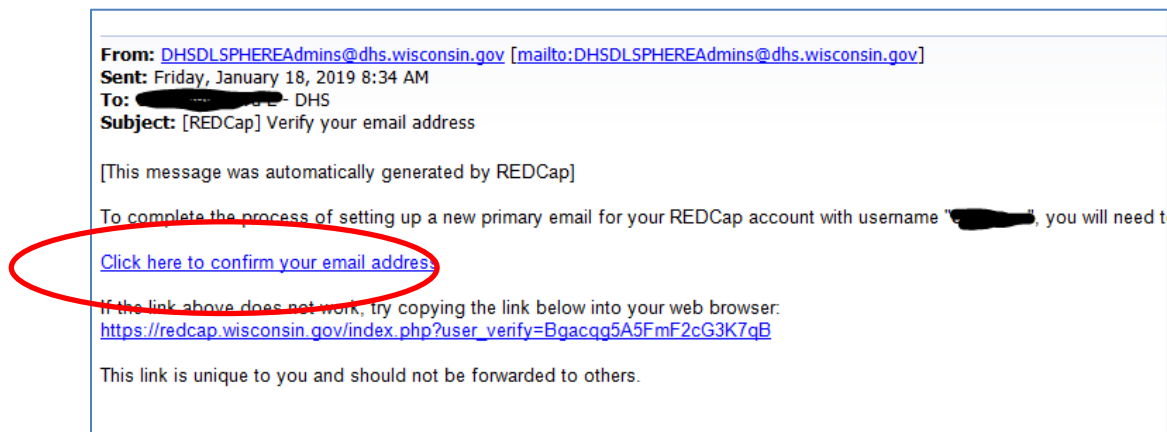 From: DHSDLSPHEREAdmins@dhs.wisconsin.gov [mailto:DHSDLSPHEREAdmins@dhs.wisconsin.gov]
Sent: Friday, January 18, 2019 8:34 AM
To: - DHS
Subject: [REDCap] Verify your email address
[This message was automatically generated by REDCap]
To complete the process of setting up a new primary email for your REDCap account with username "", you will need
Click here to confirm your email address
If the link above does not work, try copying the link below into your web browser:
https://redcap.wisconsin.gov/index.php?user_verify=Bgacqg5A5FmF2cG3K7qB
This link is unique to you and should not be forwarded to others.